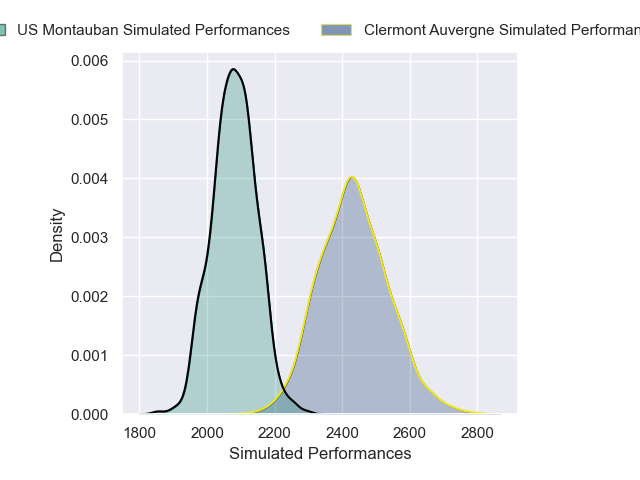 US Montauban Simulated Performances
Clermont Auvergne Simulated Performan
0.006
0.005
0.004
0.003
0.002
0.001
0.000
Density
1800 2000 2200 2400 2600 2800
Simulated Performances